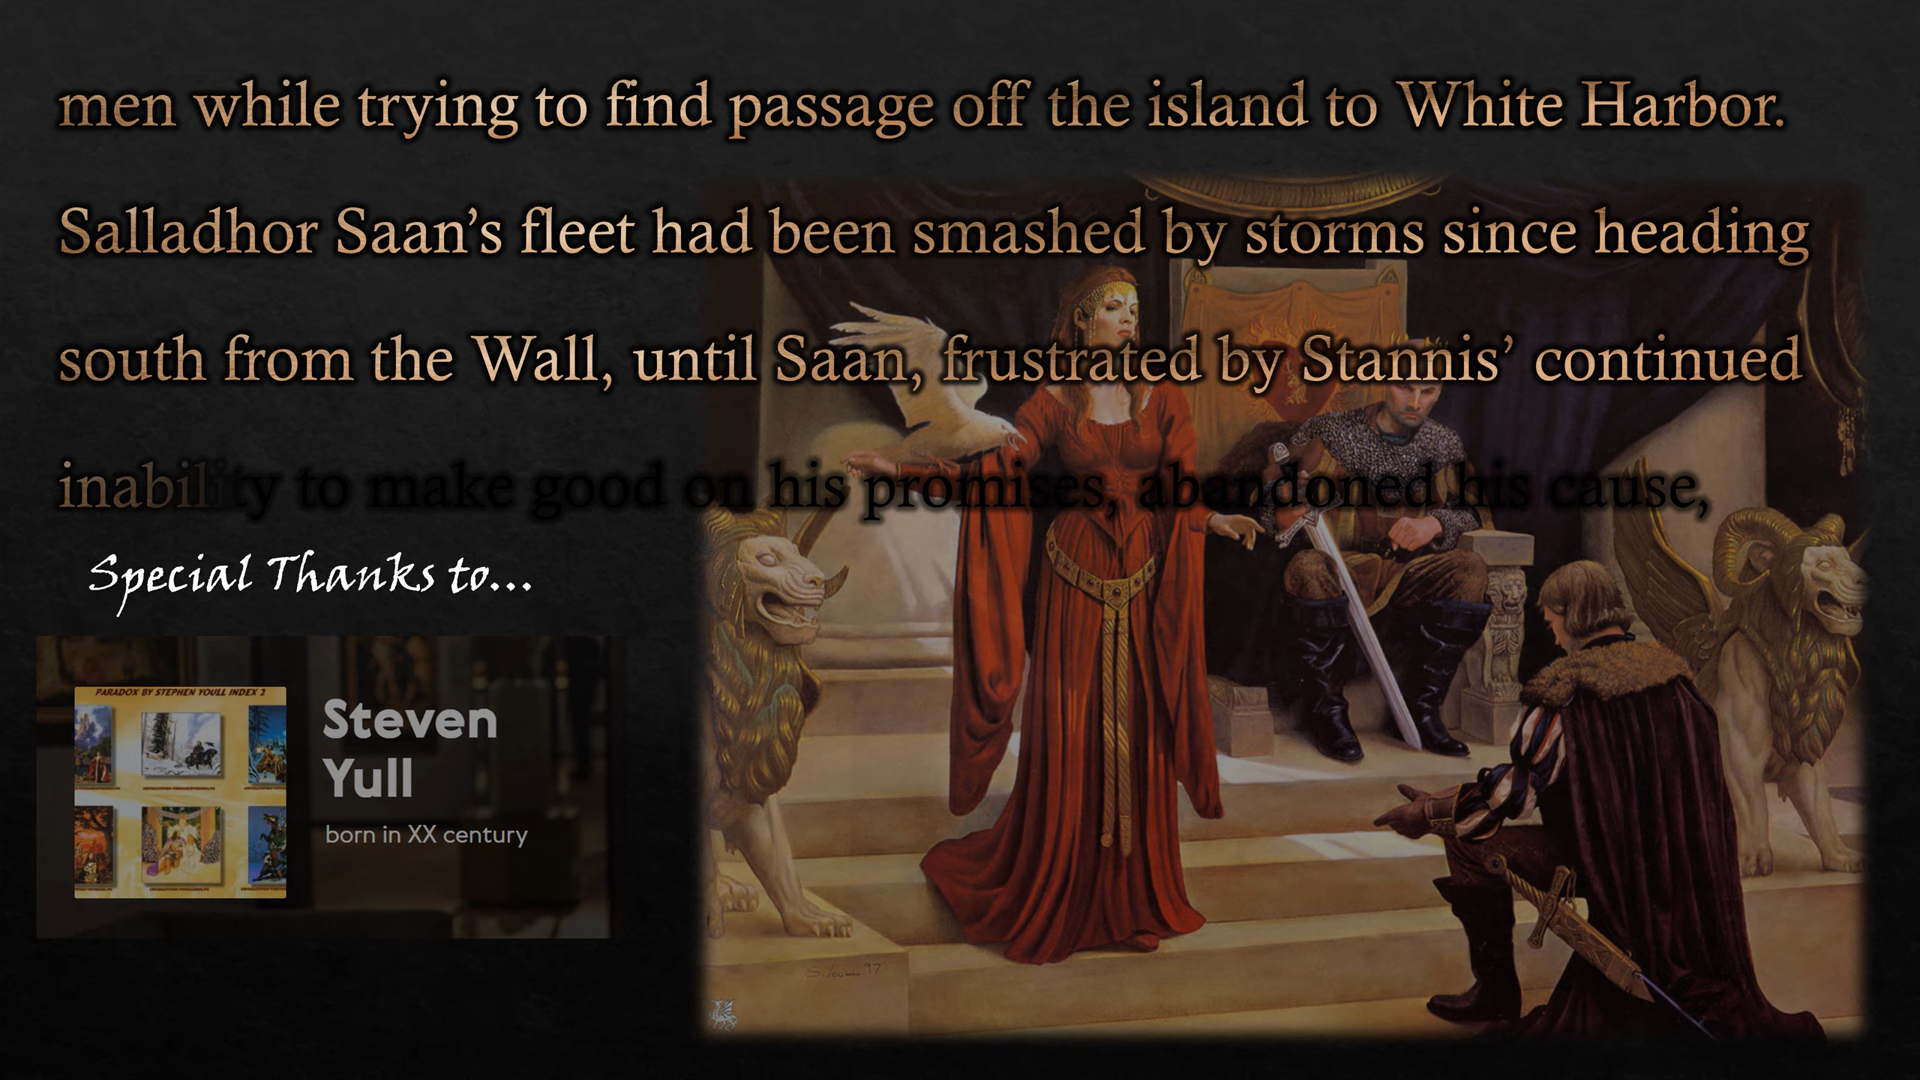 men while trying to find passage off the island to White Harbor.
Salladhor Saan’s fleet had been smashed by storms since heading
south from the Wall, until Saan, frustrated by Stannis’ continued
inability to make good on his promises, abandoned his cause,
Special Thanks to...
PARADOX BY STEPHEN YOULL INDEX 2
Steven
Yull
born in XX century
S. Youll 97